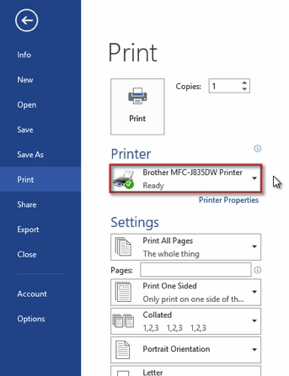 Print
Info
New
Open
Save
Save As
Print
Share
Export
Close
Account
Options
Print
Copies: 1
Printer
Brother MFC-J835DW Printer
Ready
Printer Properties
Settings
Print All Pages
The whole thing
Pages:
Print One Sided
Only print on one side of th...
Collated
1,2,3 1,2,3 1,2,3
Portrait Orientation
Letter